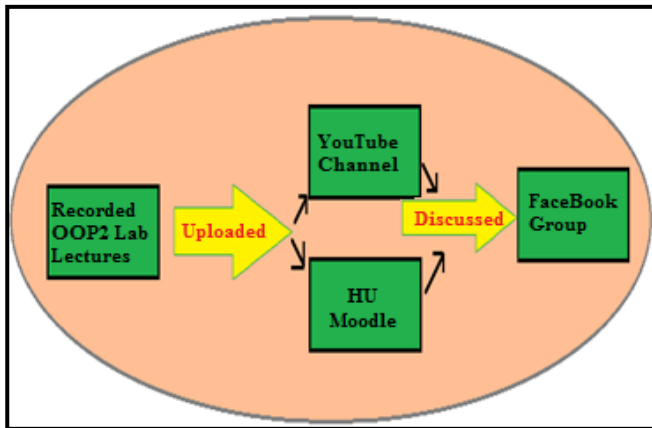 Recorded
OOP2 Lab
Lectures
Uploaded
YouTube
Channel
HU
Moodle
Discussed
FaceBook
Group